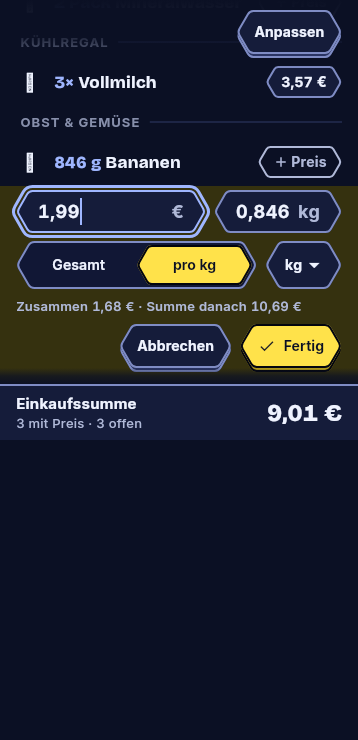 Anpassen
KÜHLREGAL
3× Vollmilch
3,57 €
OBST & GEMÜSE
846 g Bananen
+ Preis
1,99 €
0,846 kg
Gesamt
pro kg
kg
Zusammen 1,68 € · Summe danach 10,69 €
Abbrechen
Fertig
Einkaufssumme
9,01 €
3 mit Preis · 3 offen